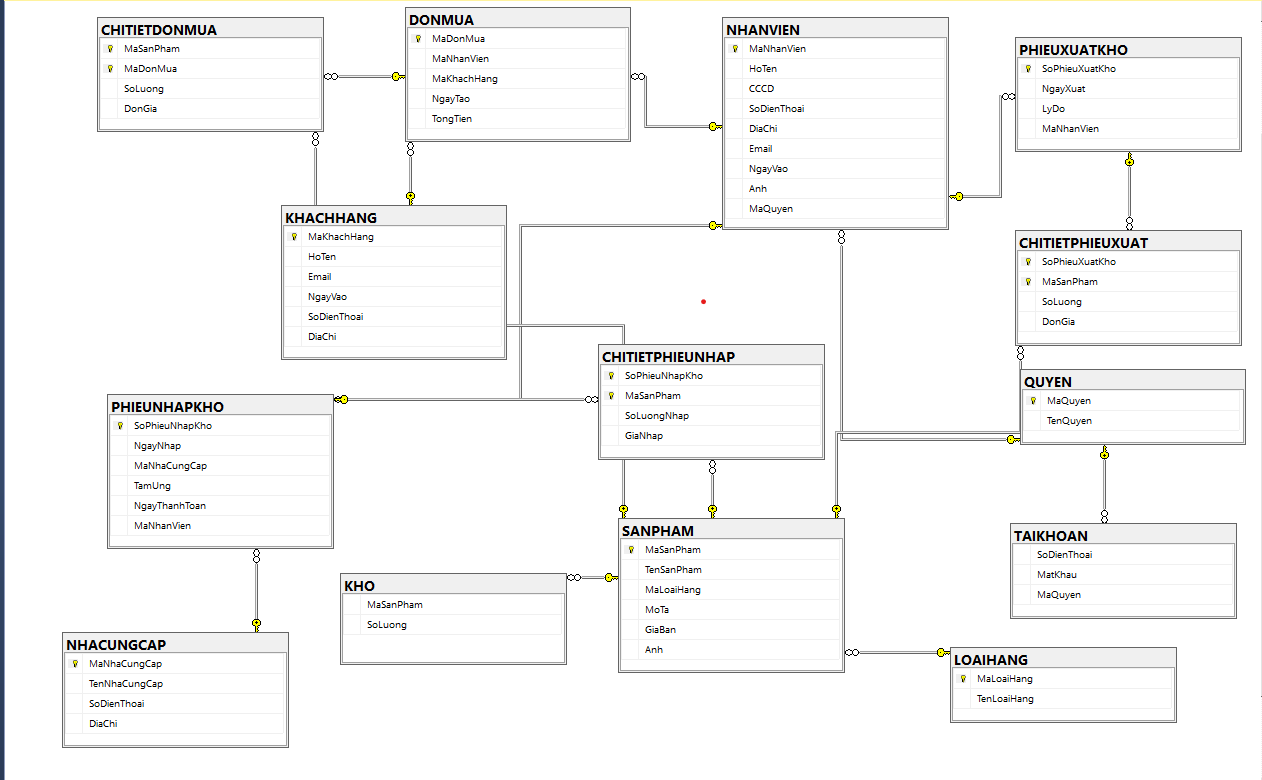 CHITIETDONMUA
MaSanPham
MaDonMua
SoLuong
DonGia
DONMUA
MaDonMua
MaNhanVien
MaKhachHang
NgayTao
TongTien
NHANVIEN
MaNhanVien
HoTen
CCCD
SoDienThoai
DiaChi
Email
NgayVao
Anh
MaQuyen
PHIEUXUATKHO
SoPhieuXuatKho
NgayXuat
LyDo
MaNhanVien
KHACHHANG
MaKhachHang
HoTen
Email
NgayVao
SoDienThoai
DiaChi
CHITIETPHIEUXUAT
SoPhieuXuatKho
MaSanPham
SoLuong
DonGia
CHITIETPHIEUNHAP
SoPhieuNhapKho
MaSanPham
SoLuongNhap
GiaNhap
QUYEN
MaQuyen
TenQuyen
PHIEUNHAPKHO
SoPhieuNhapKho
NgayNhap
MaNhaCungCap
TamUng
NgayThanhToan
MaNhanVien
SANPHAM
MaSanPham
TenSanPham
MaLoaiHang
MoTa
GiaBan
Anh
TAIKHOAN
SoDienThoai
MatKhau
MaQuyen
KHO
MaSanPham
SoLuong
NHACUNGCAP
MaNhaCungCap
TenNhaCungCap
SoDienThoai
DiaChi
LOAIHANG
MaLoaiHang
TenLoaiHang